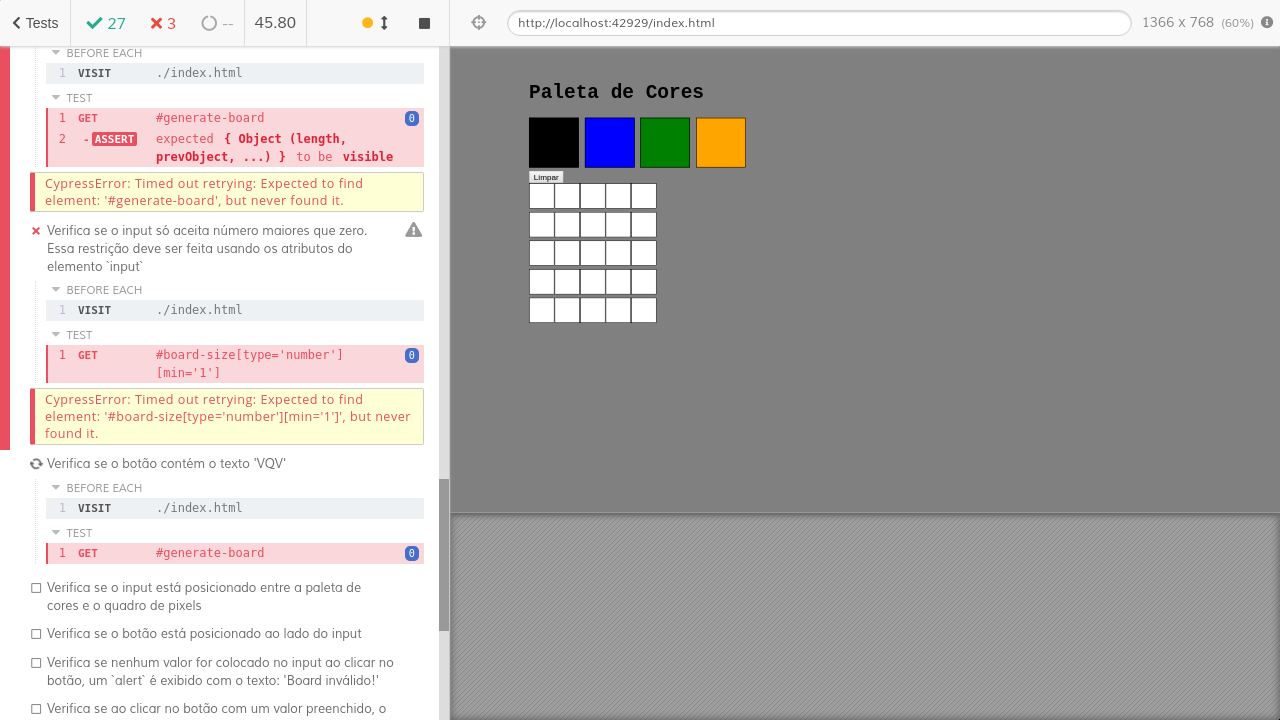 Tests 27 3 -- 45.80 http://localhost:42929/index.html 1366 x 768 (60%)
BEFORE EACH
1 VISIT ./index.html
TEST
1 GET #generate-board 0
2 -ASSERT expected { Object (length,
prevObject, ...) } to be visible
CypressError: Timed out retrying: Expected to find
element: '#generate-board', but never found it.
Verifica se o input só aceita número maiores que zero.
Essa restrição deve ser feita usando os atributos do
elemento `input`
BEFORE EACH
1 VISIT ./index.html
TEST
1 GET #board-size[type='number'] 0
[min='1']
CypressError: Timed out retrying: Expected to find
element: '#board-size[type='number'][min='1']', but never
found it.
Verifica se o botão contém o texto 'VQV'
BEFORE EACH
1 VISIT ./index.html
TEST
1 GET #generate-board 0
Verifica se o input está posicionado entre a paleta de
cores e o quadro de pixels
Verifica se o botão está posicionado ao lado do input
Verifica se nenhum valor for colocado no input ao clicar no
botão, um `alert` é exibido com o texto: 'Board inválido!'
Verifica se ao clicar no botão com um valor preenchido, o
Paleta de Cores
Limpar